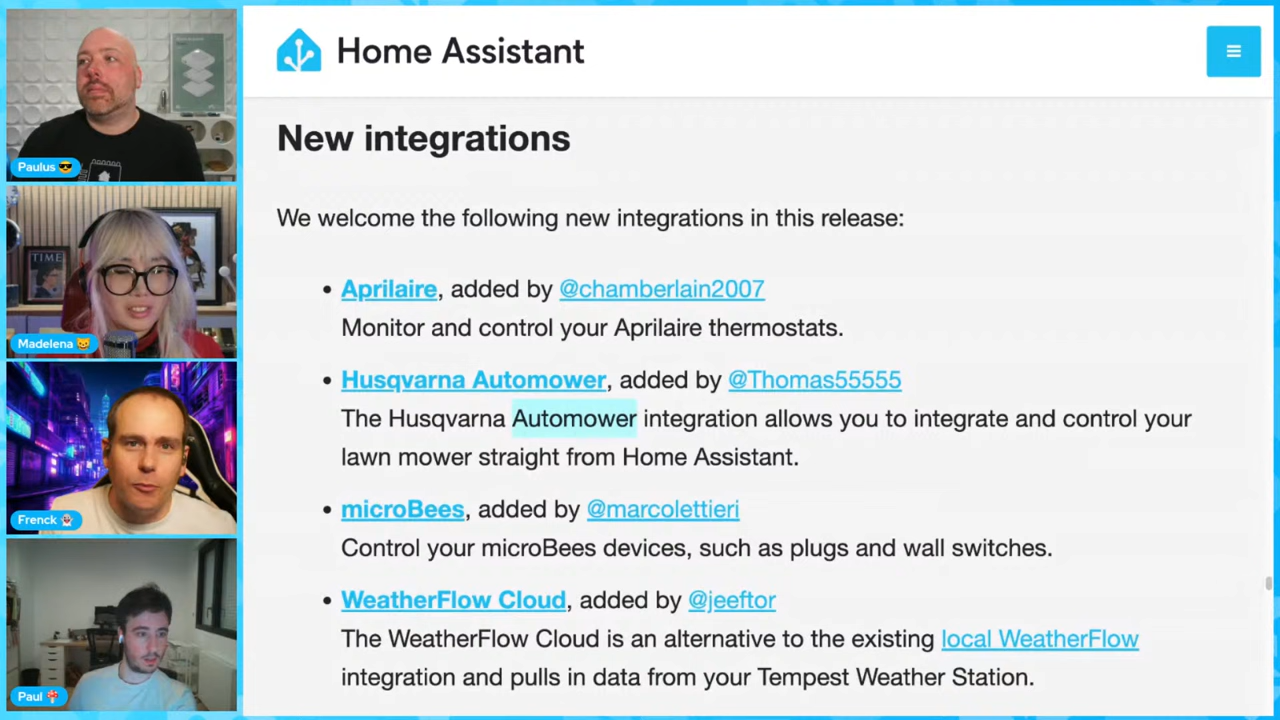 Home Assistant
New integrations
We welcome the following new integrations in this release:
• Aprilaire, added by @chamberlain2007
Monitor and control your Aprilaire thermostats.
• Husqvarna Automower, added by @Thomas55555
The Husqvarna Automower integration allows you to integrate and control your
lawn mower straight from Home Assistant.
• microBees, added by @marcolettieri
Control your microBees devices, such as plugs and wall switches.
• WeatherFlow Cloud, added by @jeeftor
The WeatherFlow Cloud is an alternative to the existing local WeatherFlow
integration and pulls in data from your Tempest Weather Station.
Paulus 😎
TIME
Madelena 🐱
Frenck 👻
Paul 🍄